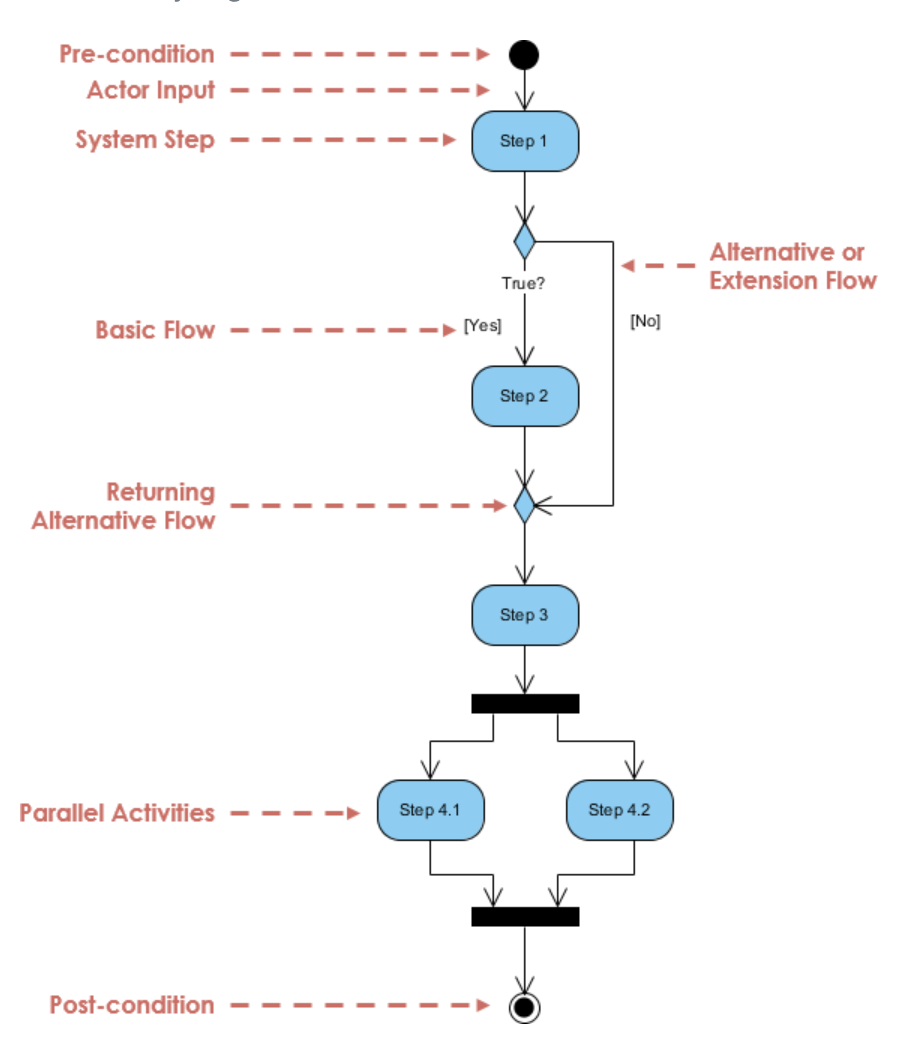 Pre-condition
Actor Input
System Step
Step 1
Alternative or
Extension Flow
True?
Basic Flow
[Yes]
[No]
Step 2
Returning
Alternative Flow
Step 3
Parallel Activities
Step 4.1
Step 4.2
Post-condition